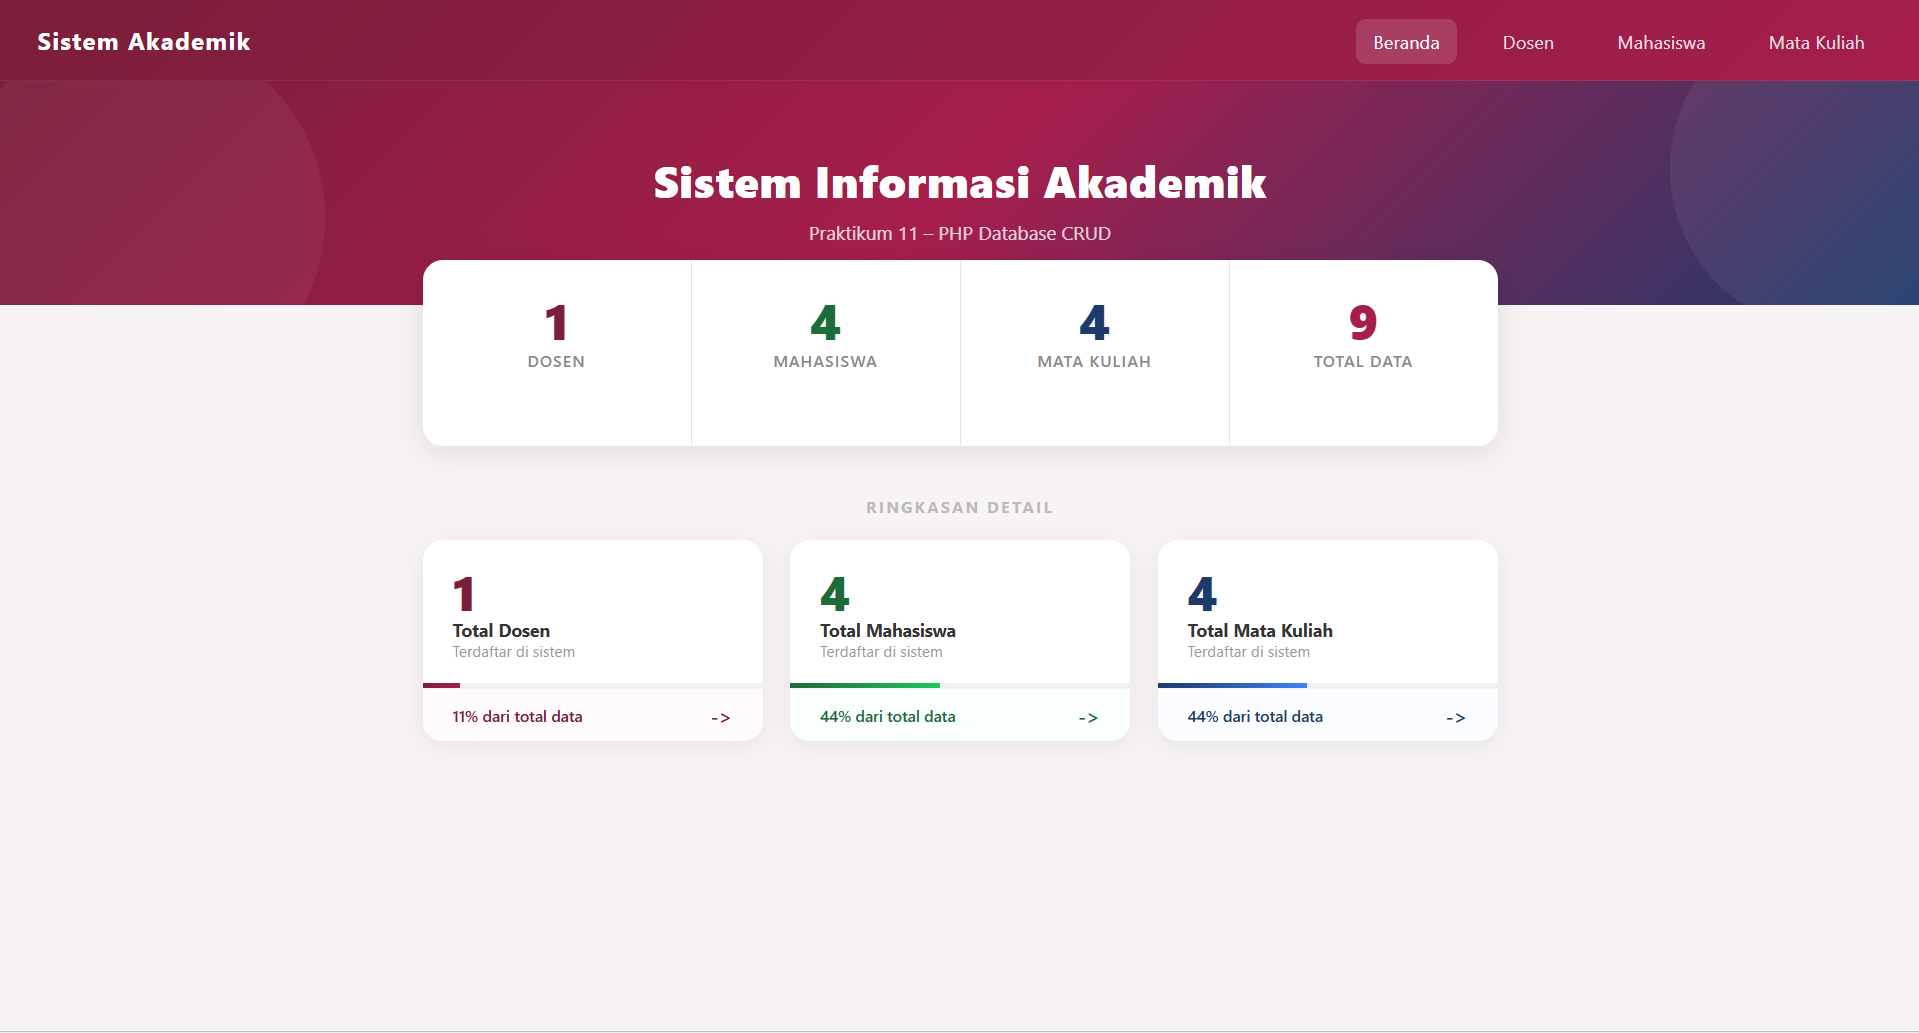 Sistem Akademik
Beranda Dosen Mahasiswa Mata Kuliah
Sistem Informasi Akademik
Praktikum 11 – PHP Database CRUD
1
DOSEN
4
MAHASISWA
4
MATA KULIAH
9
TOTAL DATA
RINGKASAN DETAIL
1
Total Dosen
Terdaftar di sistem
11% dari total data ->
4
Total Mahasiswa
Terdaftar di sistem
44% dari total data ->
4
Total Mata Kuliah
Terdaftar di sistem
44% dari total data ->